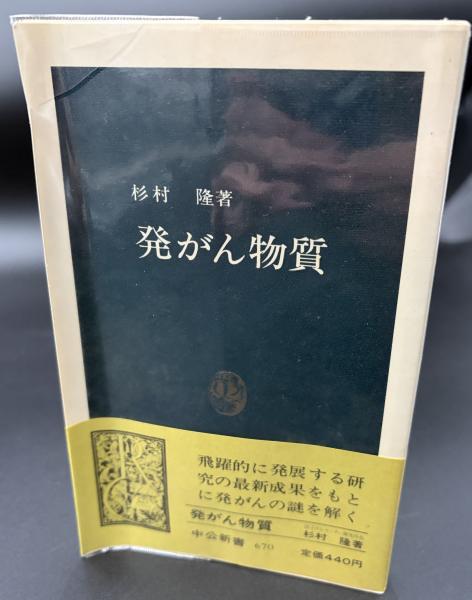 杉村 隆著
発がん物質
飛躍的に発展する研
究の最新成果をもと
に発がんの謎を解く
発がん物質
杉村 隆著
中公新書 670
定価440円